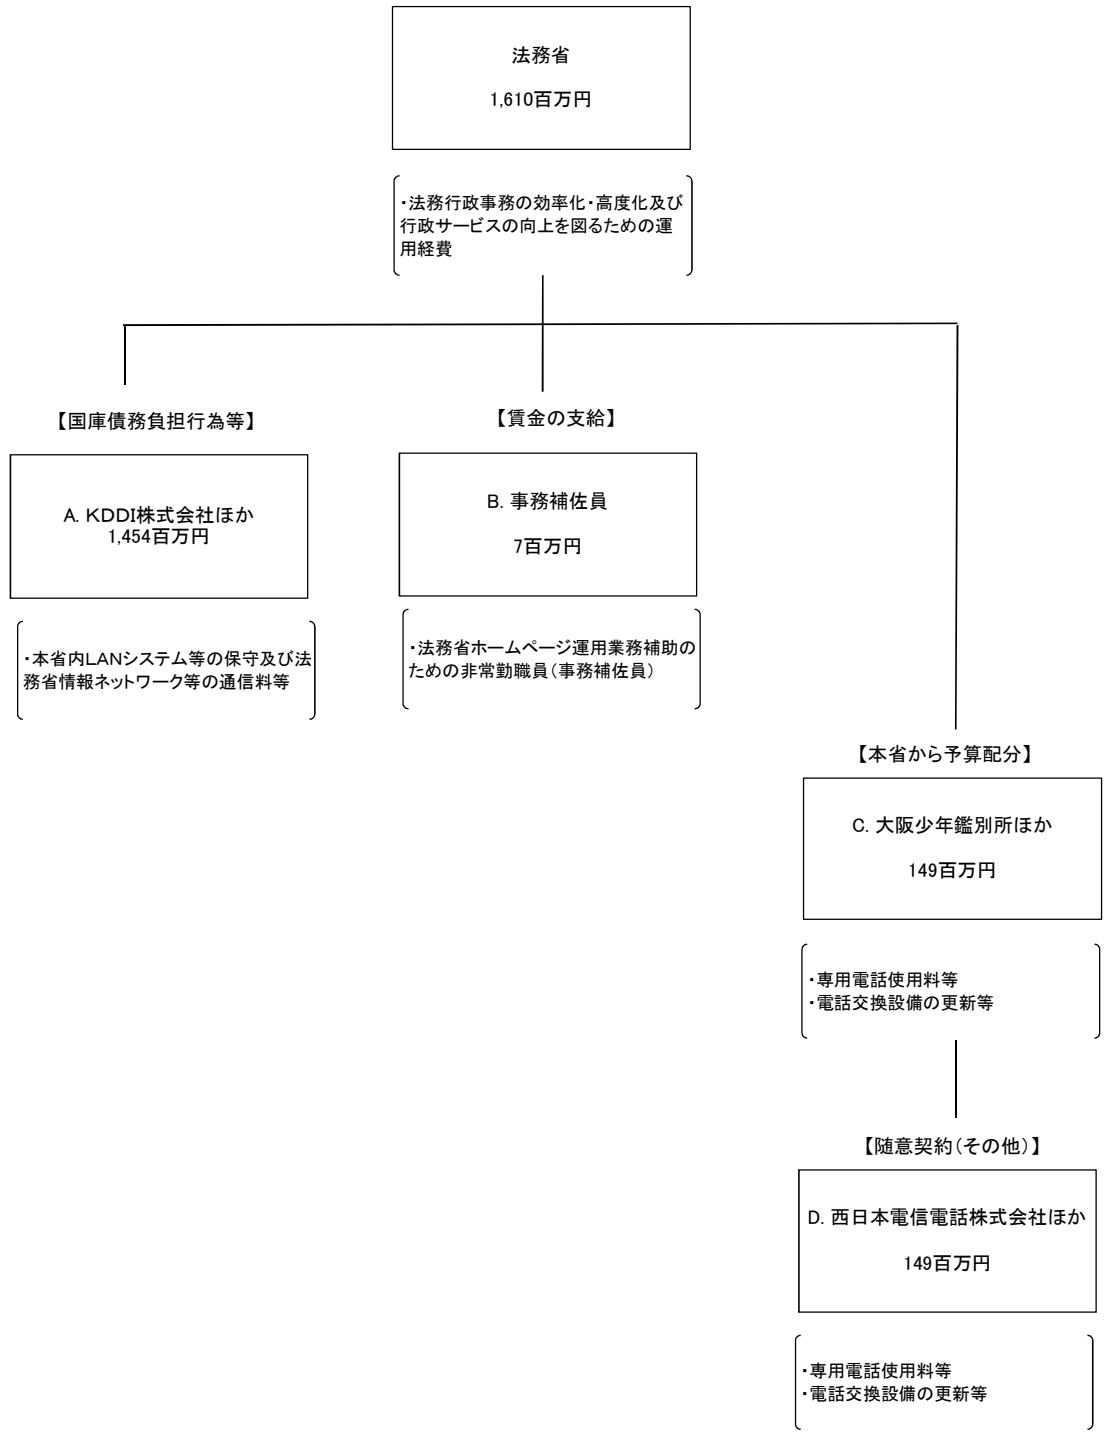 法務省
1,610百万円
・法務行政事務の効率化・高度化及び
行政サービスの向上を図るための運
用経費
【国庫債務負担行為等】
A. KDDI株式会社ほか
1,454百万円
・本省内LANシステム等の保守及び法
務省情報ネットワーク等の通信料等
【賃金の支給】
B. 事務補佐員
7百万円
・法務省ホームページ運用業務補助の
ための非常勤職員(事務補佐員)
【本省から予算配分】
C. 大阪少年鑑別所ほか
149百万円
・専用電話使用料等
・電話交換設備の更新等
【随意契約(その他)】
D. 西日本電信電話株式会社ほか
149百万円
・専用電話使用料等
・電話交換設備の更新等